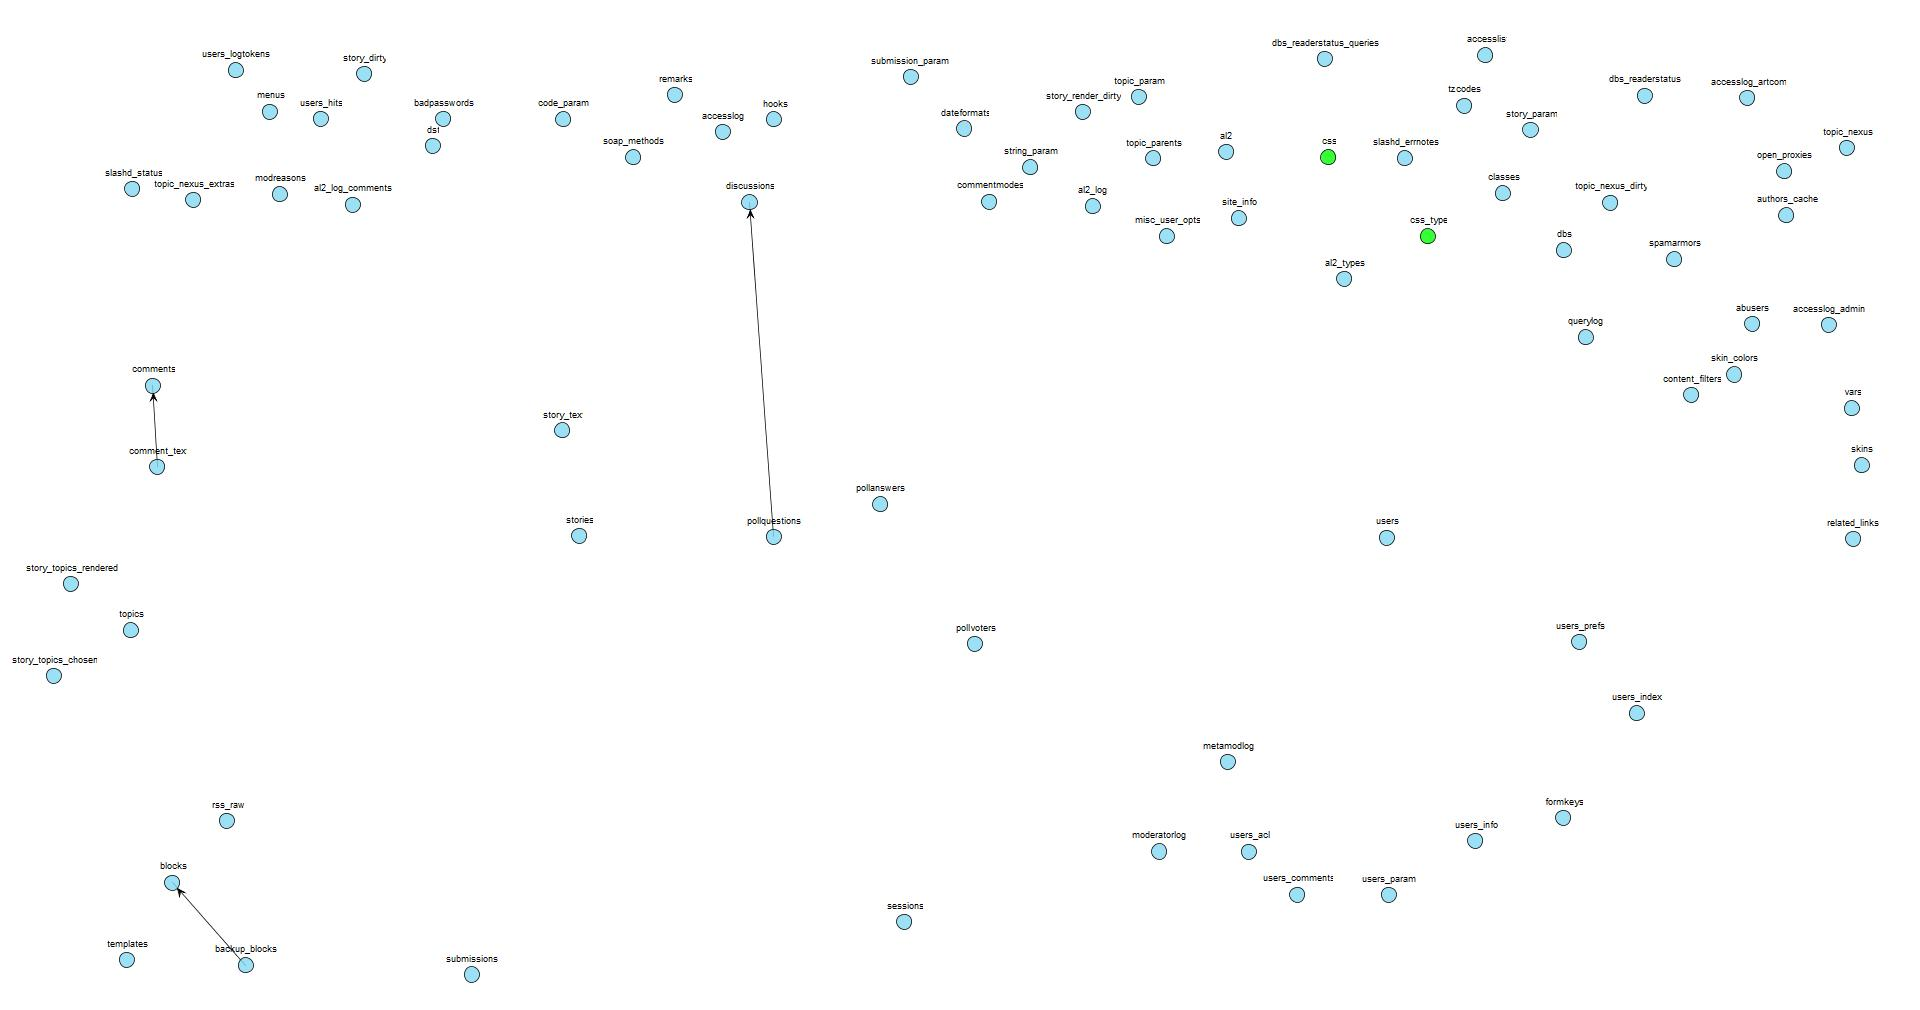 dbs_readerstatus_queries
accesslis
users_logtokens
story_dirty
submission_param
remarks
topic_param
dbs_readerstatus
accesslog_artcom
tzcodes
menus
users_hits
badpasswords
code_param
hooks
story_render_dirty
accesslog
dateformats
story_param
dst
soap_methods
string_param
topic_parents
al2
css
slashd_errnotes
topic_nexus
open_proxies
slashd_status
topic_nexus_extras
modreasons
al2_log_comments
discussions
commentmodes
al2_log
classes
topic_nexus_dirty
authors_cache
misc_user_opts
site_info
css_type
dbs
spamarmors
al2_types
querylog
abusers
accesslog_admin
comments
skin_colors
content_filters
vars
story_tex
comment_tex
skins
pollanswers
stories
pollquestions
users
related_links
story_topics_rendered
topics
pollvoters
users_prefs
story_topics_chosen
users_index
metamodlog
rss_raw
formkeys
moderatorlog
users_acl
users_info
blocks
users_comments
users_param
sessions
templates
backup_blocks
submissions